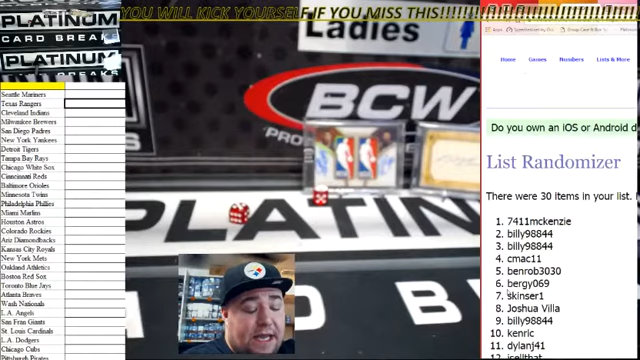 YOU WILL KICK YOURSELF IF YOU MISS THIS!!!!!!!!
PLATINUM
CARD BREAKS
PLATINUM
BREAKS
Ladies
BCW
PLATIN
Seattle Mariners
Texas Rangers
Cleveland Indians
Milwaukee Brewers
San Diego Padres
New York Yankees
Detroit Tigers
Tampa Bay Rays
Chicago White Sox
Cincinnati Reds
Baltimore Orioles
Minnesota Twins
Philadelphia Phillies
Miami Marlins
Houston Astros
Colorado Rockies
Ariz Diamondbacks
Kansas City Royals
New York Mets
Oakland Athletics
Boston Red Sox
Toronto Blue Jays
Atlanta Braves
Wash Nationals
L.A. Angels
San Fran Giants
St. Louis Cardinals
L.A. Dodgers
Chicago Cubs
Pittsburgh Pirates
Home Games Numbers Lists & More
Do you own an iOS or Android d
List Randomizer
There were 30 items in your list.
1. 7411mckenzie
2. billy98844
3. billy98844
4. cmac11
5. benrob3030
6. bergy069
7. skinser1
8. Joshua Villa
9. billy98844
10. kenric
11. dylanj41